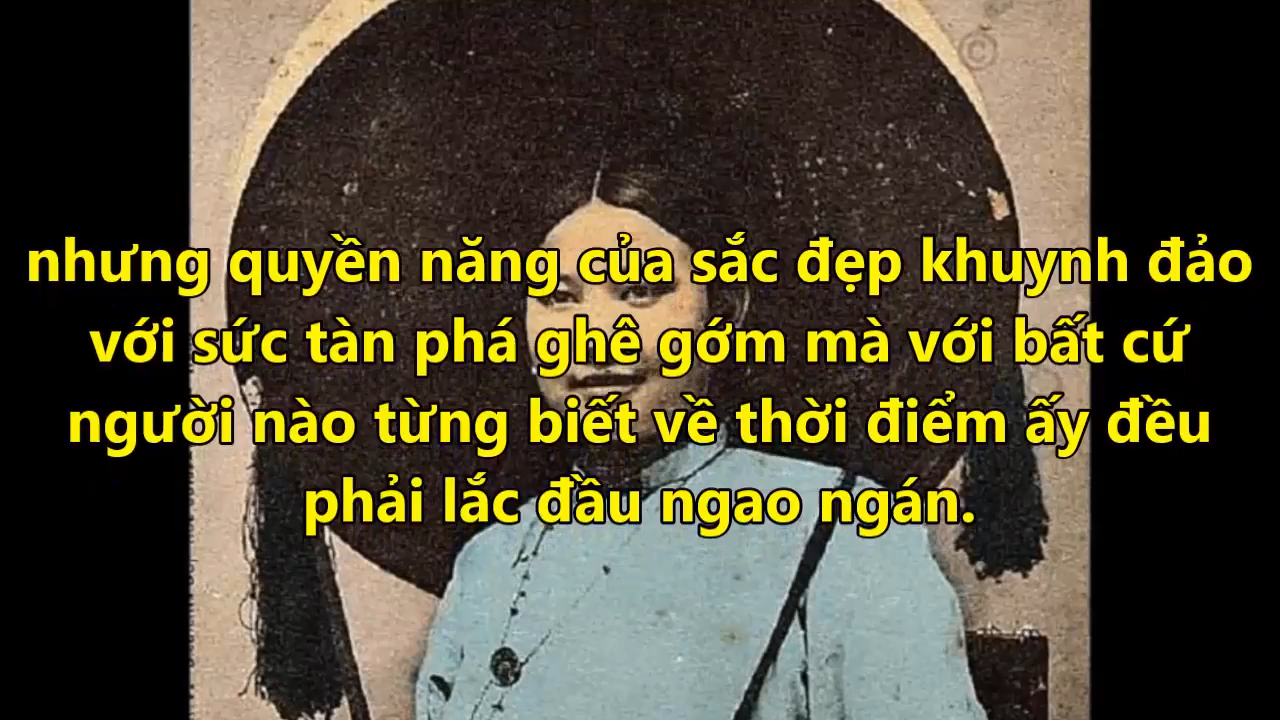 ©
nhưng quyền năng của sắc đẹp khuynh đảo
với sức tàn phá ghê gớm mà với bất cứ
người nào từng biết về thời điểm ấy đều
phải lắc đầu ngao ngán.